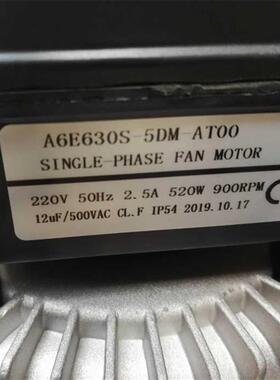 A6E630S-5DM-AT00
SINGLE-PHASE FAN MOTOR
220V 50Hz 2.5A 520W 900RPM
12uF/500VAC CL.F IP54 2019.10.17